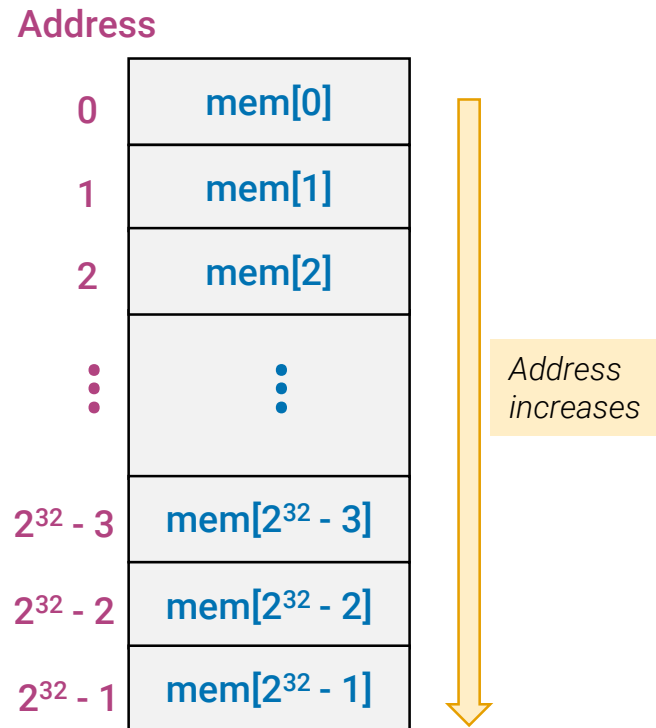 Address
0 mem[0]
1 mem[1]
2 mem[2]
⋮ ⋮
Address
increases
2³² - 3 mem[2³² - 3]
2³² - 2 mem[2³² - 2]
2³² - 1 mem[2³² - 1]